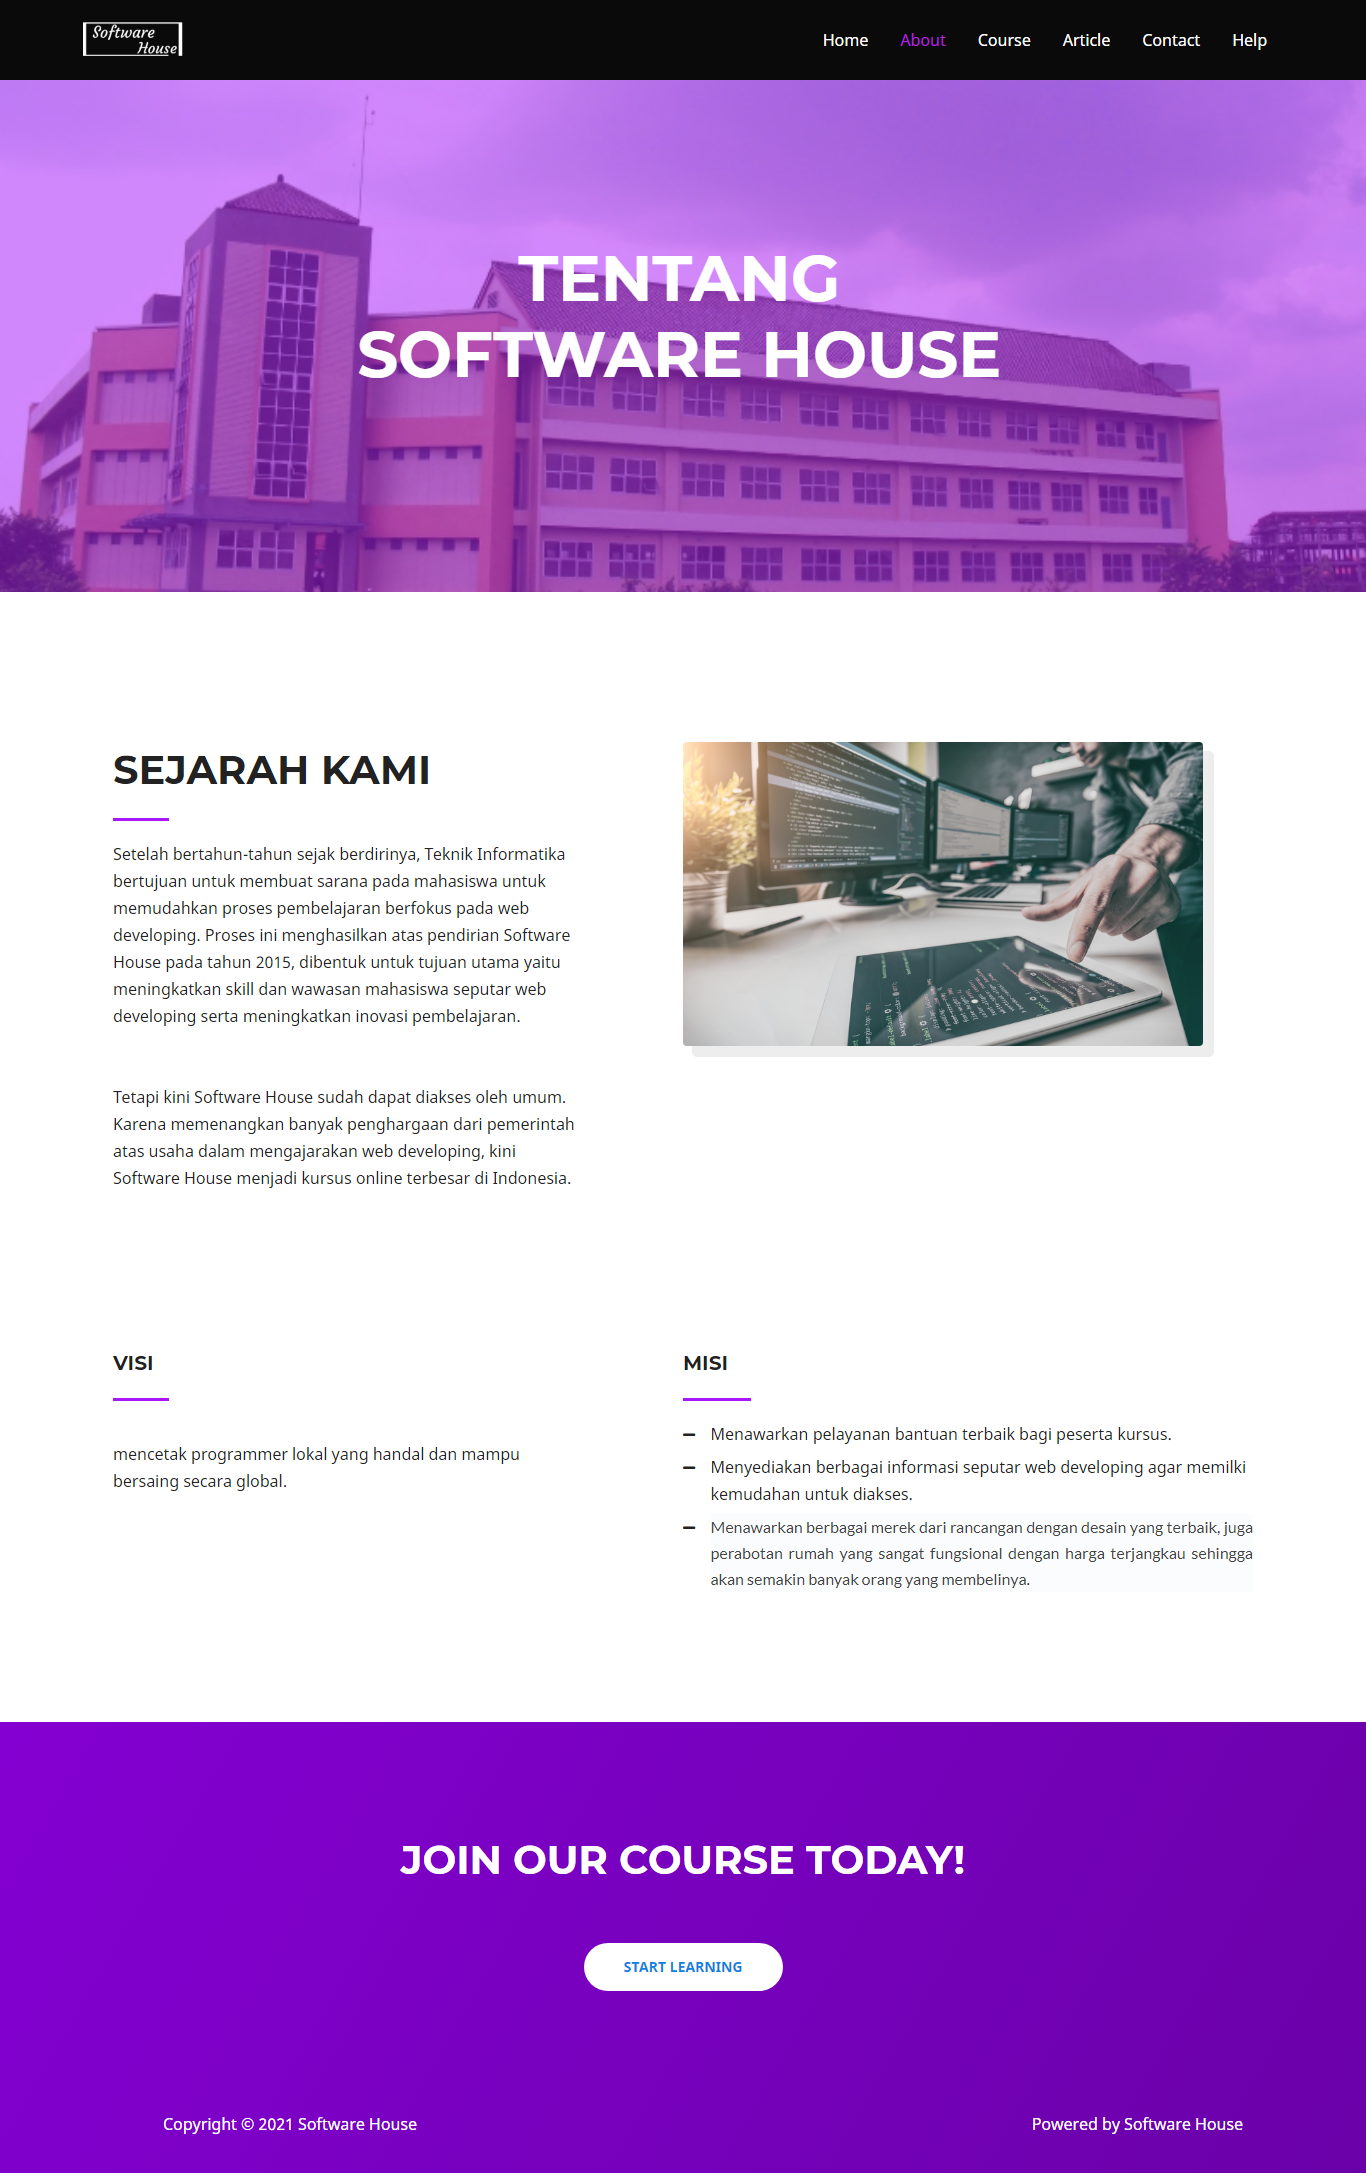 Software
House
Home About Course Article Contact Help
TENTANG
SOFTWARE HOUSE
SEJARAH KAMI
Setelah bertahun-tahun sejak berdirinya, Teknik Informatika
bertujuan untuk membuat sarana pada mahasiswa untuk
memudahkan proses pembelajaran berfokus pada web
developing. Proses ini menghasilkan atas pendirian Software
House pada tahun 2015, dibentuk untuk tujuan utama yaitu
meningkatkan skill dan wawasan mahasiswa seputar web
developing serta meningkatkan inovasi pembelajaran.
Tetapi kini Software House sudah dapat diakses oleh umum.
Karena memenangkan banyak penghargaan dari pemerintah
atas usaha dalam mengajarakan web developing, kini
Software House menjadi kursus online terbesar di Indonesia.
VISI
mencetak programmer lokal yang handal dan mampu
bersaing secara global.
MISI
Menawarkan pelayanan bantuan terbaik bagi peserta kursus.
Menyediakan berbagai informasi seputar web developing agar memilki
kemudahan untuk diakses.
Menawarkan berbagai merek dari rancangan dengan desain yang terbaik, juga
perabotan rumah yang sangat fungsional dengan harga terjangkau sehingga
akan semakin banyak orang yang membelinya.
JOIN OUR COURSE TODAY!
START LEARNING
Copyright © 2021 Software House
Powered by Software House